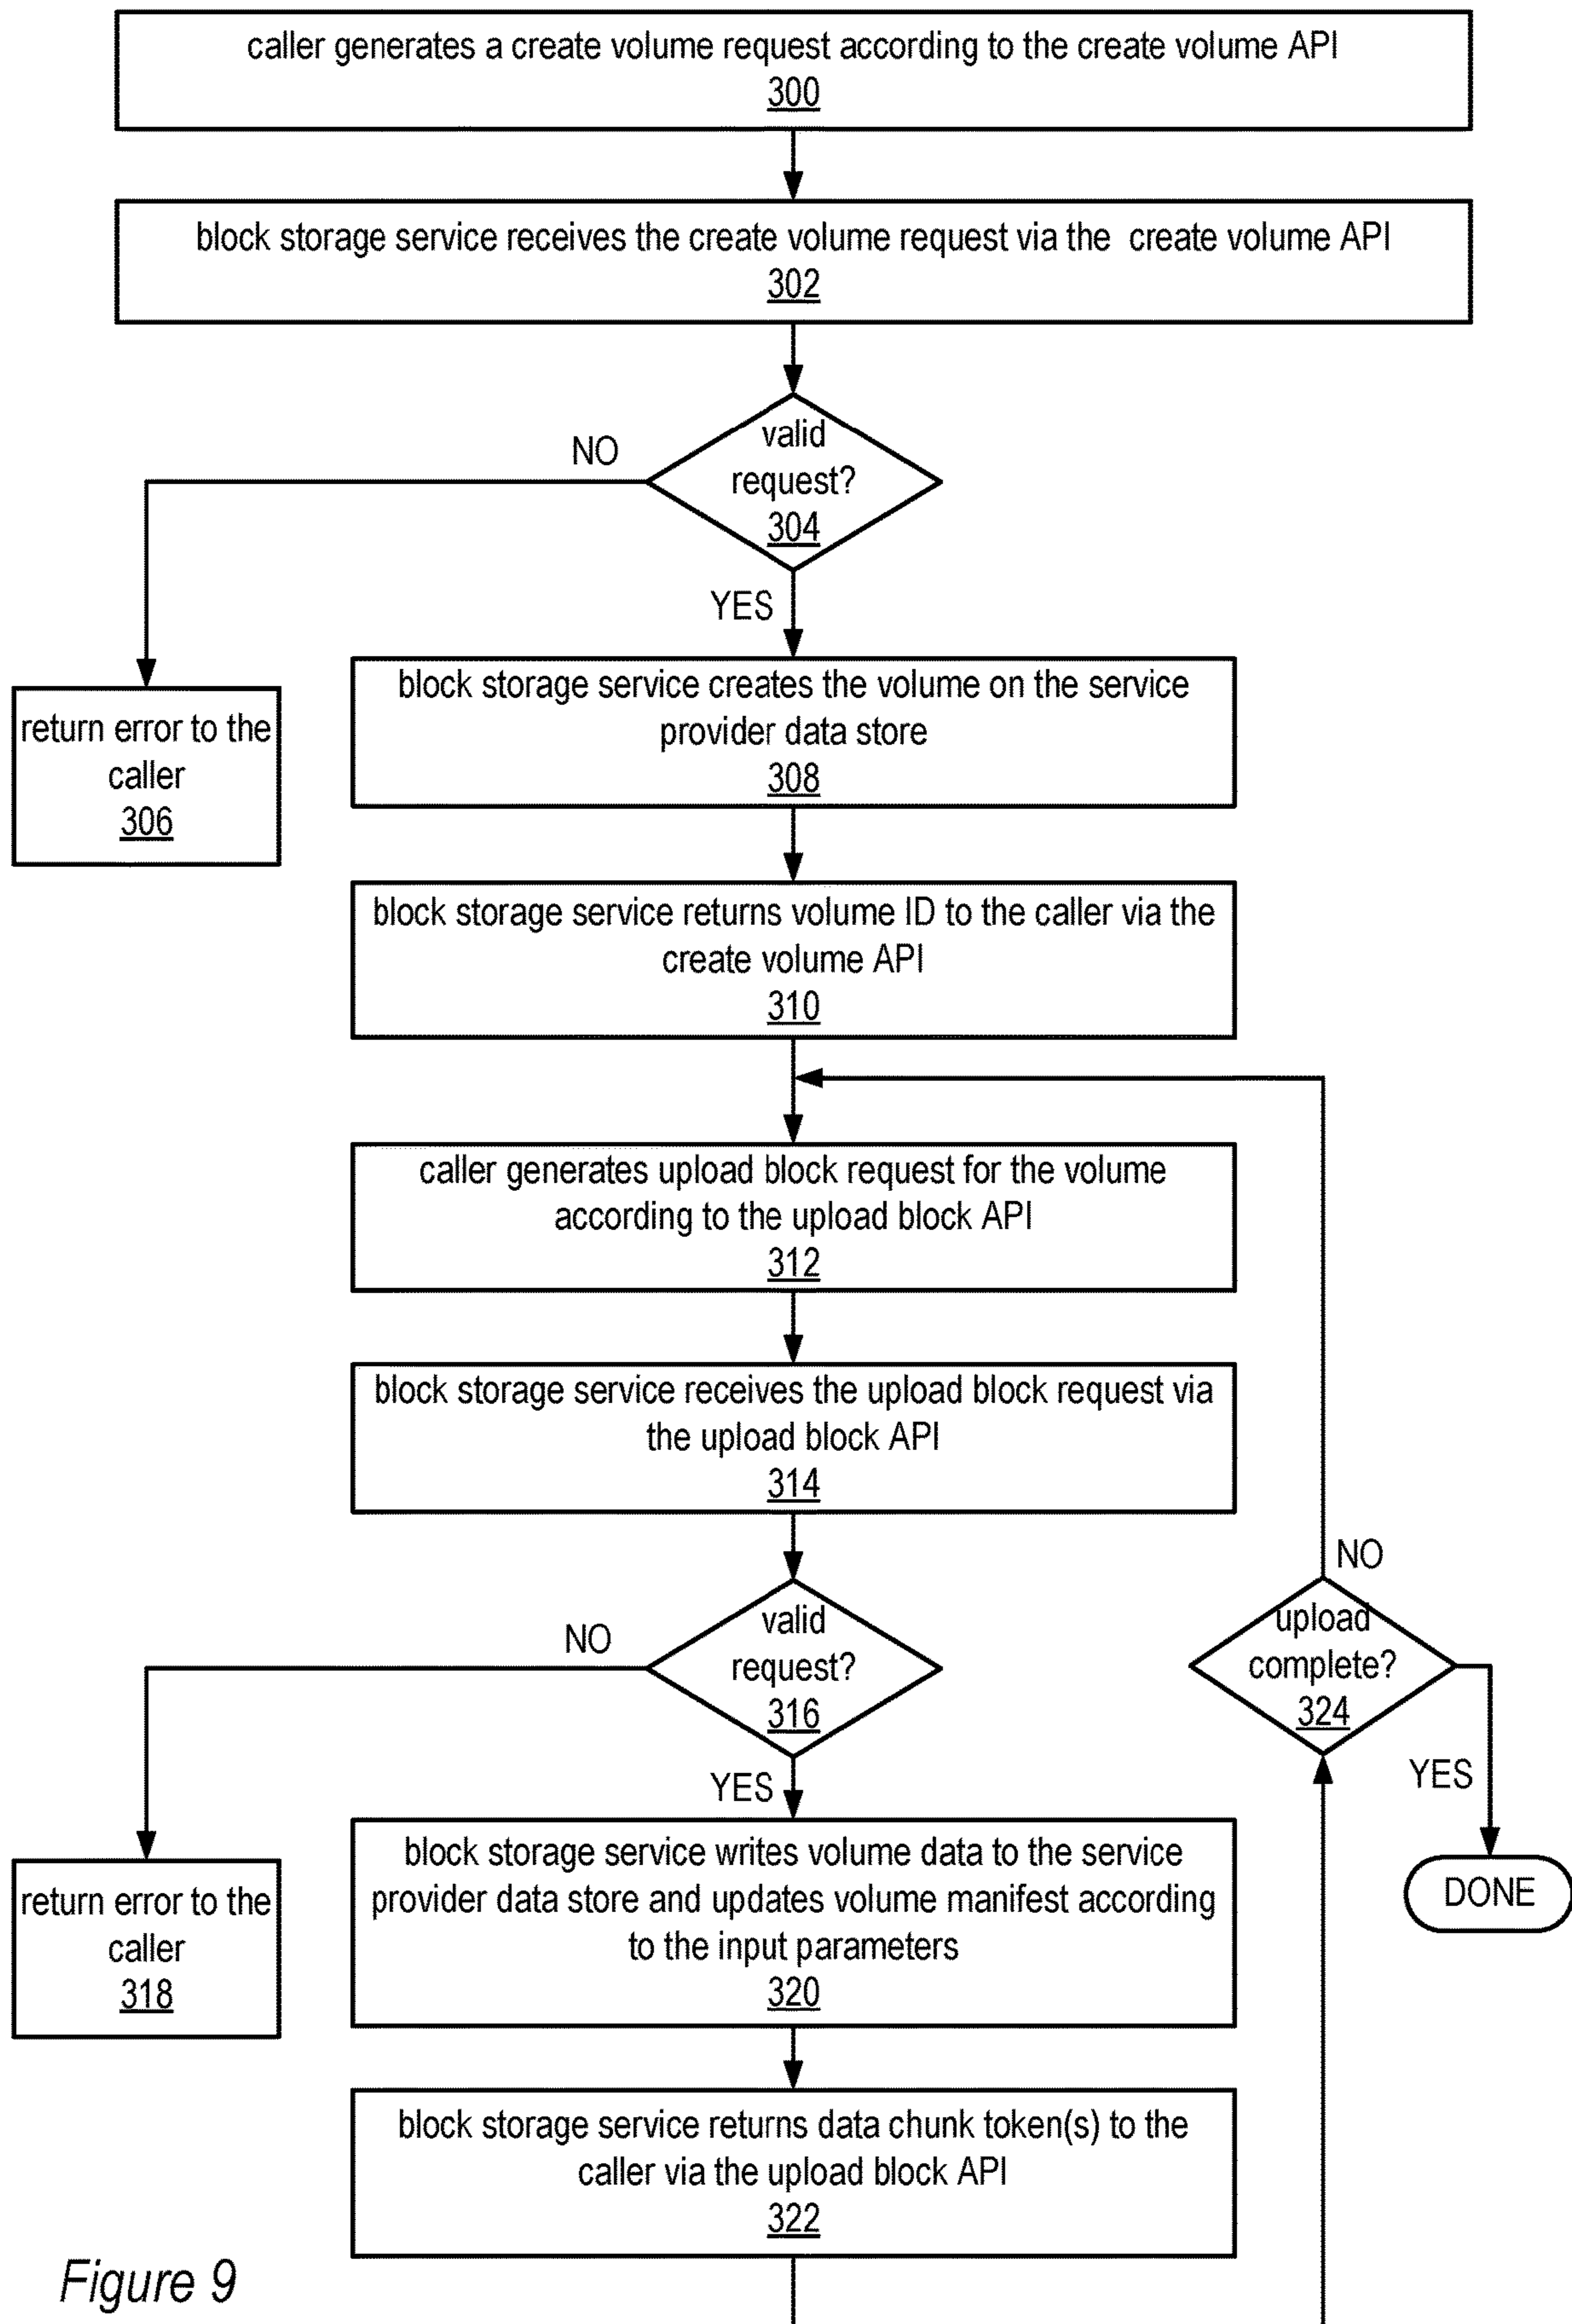 caller generates a create volume request according to the create volume API
300
block storage service receives the create volume request via the create volume API
302
valid
request?
304
NO
YES
return error to the
caller
306
block storage service creates the volume on the service
provider data store
308
block storage service returns volume ID to the caller via the
create volume API
310
caller generates upload block request for the volume
according to the upload block API
312
block storage service receives the upload block request via
the upload block API
314
valid
request?
316
NO
YES
return error to the
caller
318
block storage service writes volume data to the service
provider data store and updates volume manifest according
to the input parameters
320
block storage service returns data chunk token(s) to the
caller via the upload block API
322
upload
complete?
324
NO
YES
DONE
Figure 9